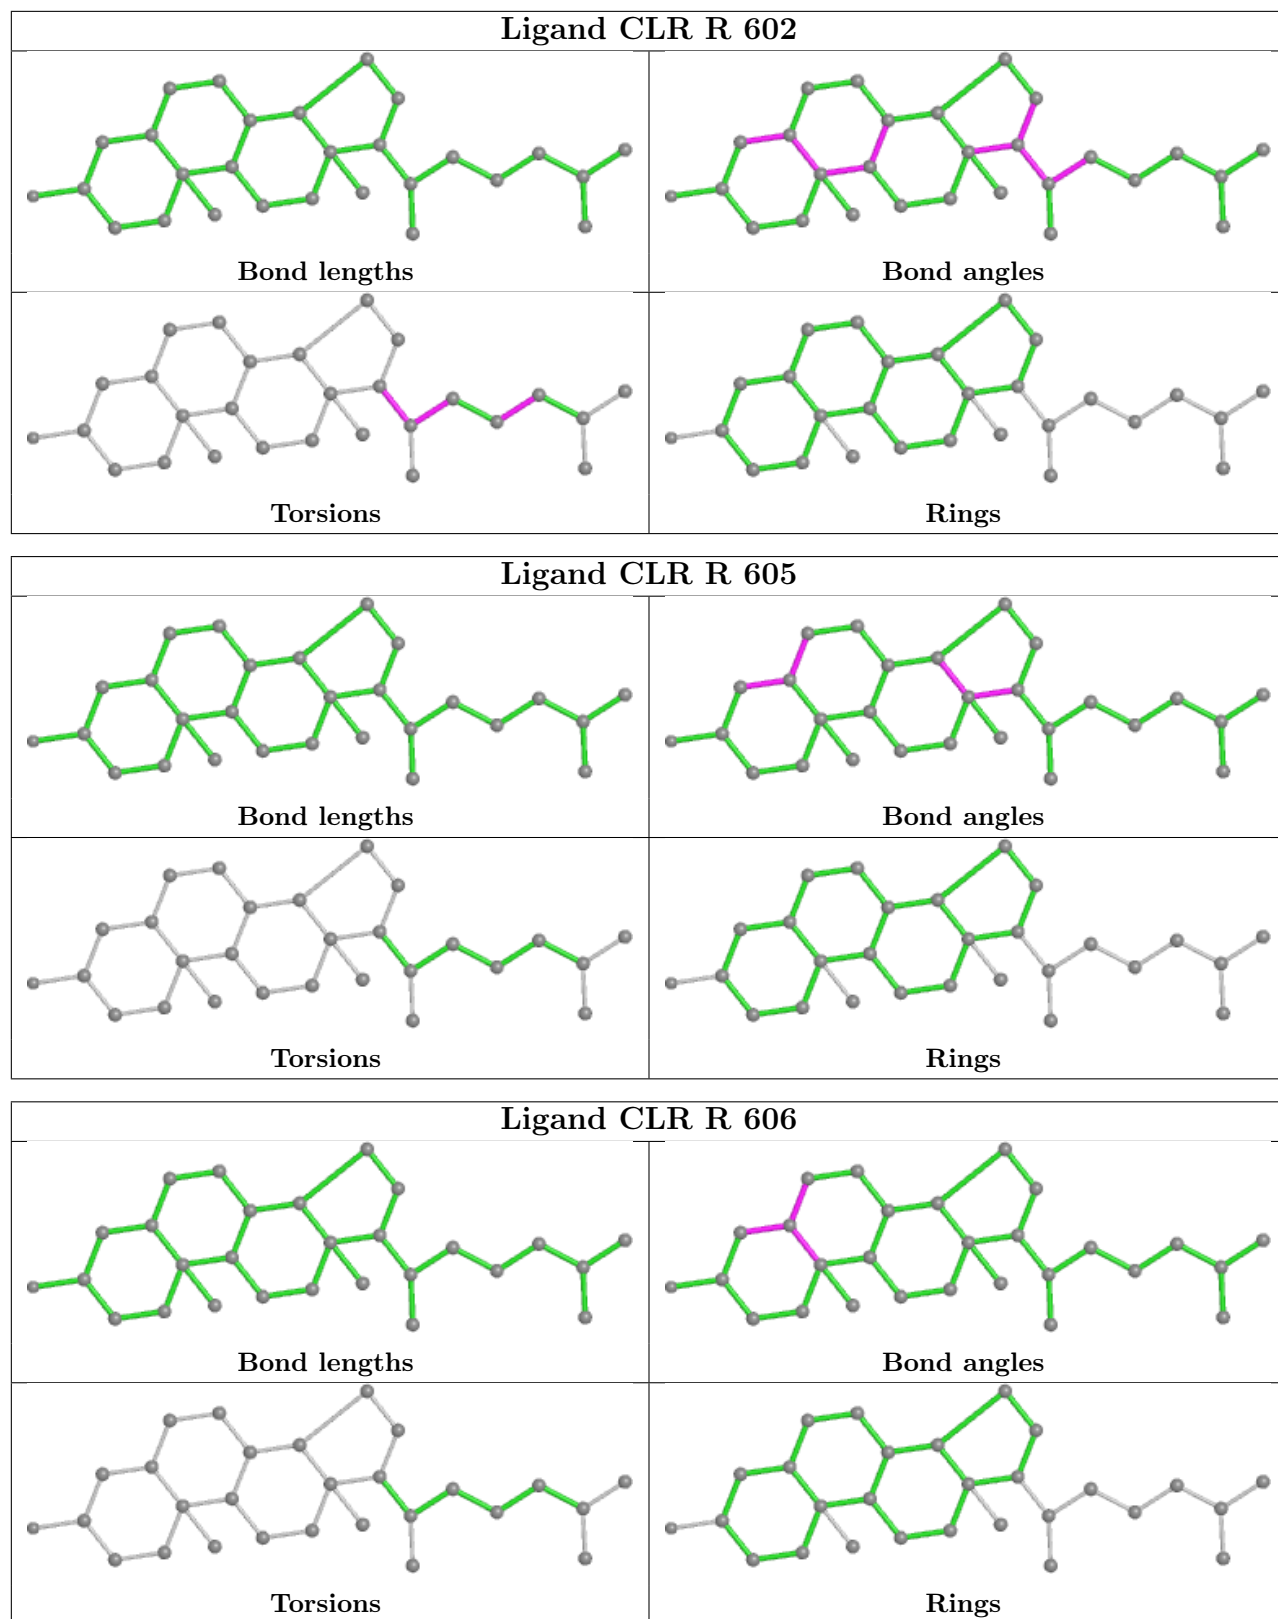 Ligand CLR R 602
Bond lengths
Bond angles
Torsions
Rings
Ligand CLR R 605
Bond lengths
Bond angles
Torsions
Rings
Ligand CLR R 606
Bond lengths
Bond angles
Torsions
Rings